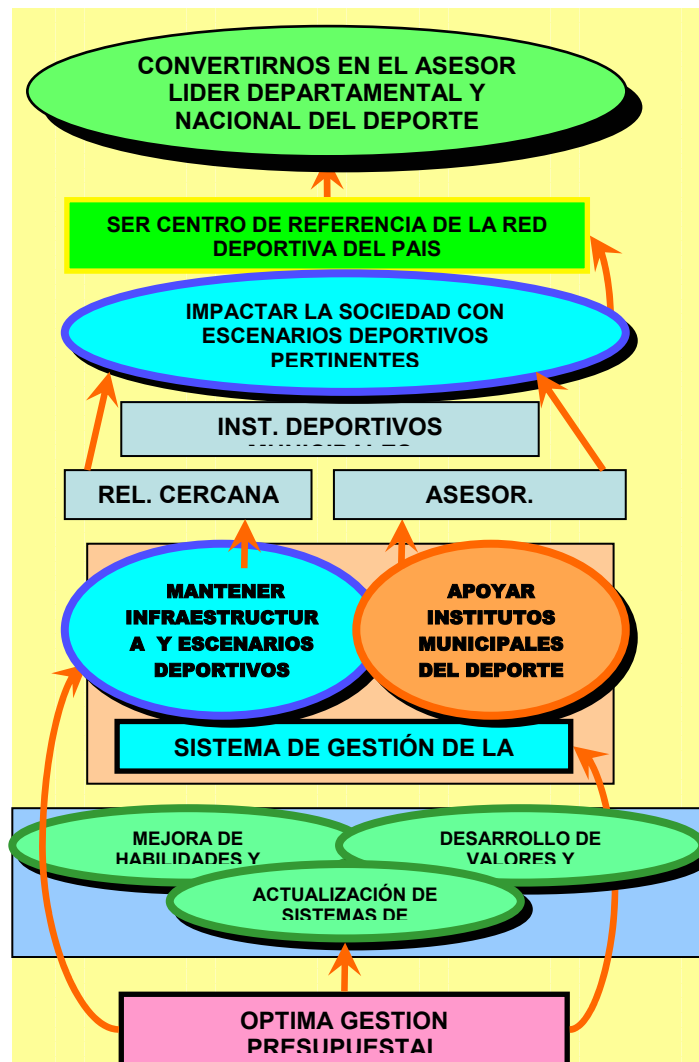 CONVERTIRNOS EN EL ASESOR
LIDER DEPARTAMENTAL Y
NACIONAL DEL DEPORTE
SER CENTRO DE REFERENCIA DE LA RED
DEPORTIVA DEL PAIS
IMPACTAR LA SOCIEDAD CON
ESCENARIOS DEPORTIVOS
PERTINENTES
INST. DEPORTIVOS
MUNICIPALES
REL. CERCANA
ASESOR.
MANTENER
INFRAESTRUCTUR
A Y ESCENARIOS
DEPORTIVOS
APOYAR
INSTITUTOS
MUNICIPALES
DEL DEPORTE
SISTEMA DE GESTIÓN DE LA
MEJORA DE
HABILIDADES Y
DESARROLLO DE
VALORES Y
ACTUALIZACIÓN DE
SISTEMAS DE
OPTIMA GESTION
PRESUPUESTAL